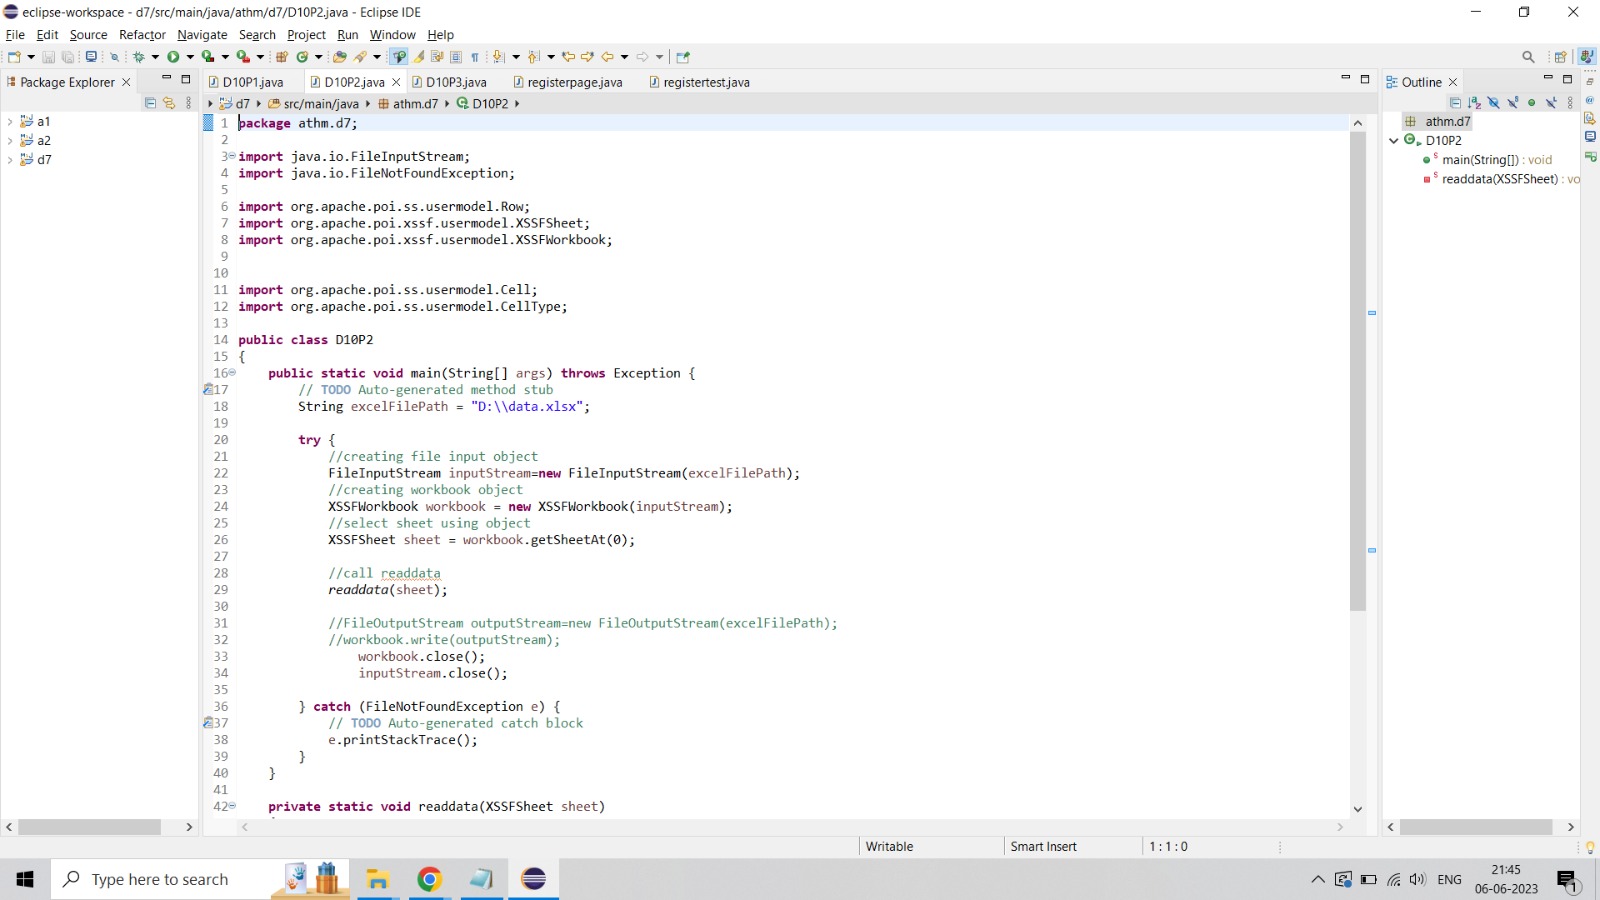 eclipse-workspace - d7/src/main/java/athm/d7/D10P2.java - Eclipse IDE
File Edit Source Refactor Navigate Search Project Run Window Help
Package Explorer
D10P1.java D10P2.java D10P3.java registerpage.java registertest.java
Outline
d7 src/main/java athm.d7 D10P2
a1
a2
d7
1 package athm.d7;
2
3 import java.io.FileInputStream;
4 import java.io.FileNotFoundException;
5
6 import org.apache.poi.ss.usermodel.Row;
7 import org.apache.poi.xssf.usermodel.XSSFSheet;
8 import org.apache.poi.xssf.usermodel.XSSFWorkbook;
9
10
11 import org.apache.poi.ss.usermodel.Cell;
12 import org.apache.poi.ss.usermodel.CellType;
13
14 public class D10P2
15 {
16 public static void main(String[] args) throws Exception {
17 // TODO Auto-generated method stub
18 String excelFilePath = "D:\\data.xlsx";
19
20 try {
21 //creating file input object
22 FileInputStream inputStream=new FileInputStream(excelFilePath);
23 //creating workbook object
24 XSSFWorkbook workbook = new XSSFWorkbook(inputStream);
25 //select sheet using object
26 XSSFSheet sheet = workbook.getSheetAt(0);
27
28 //call readdata
29 readdata(sheet);
30
31 //FileOutputStream outputStream=new FileOutputStream(excelFilePath);
32 //workbook.write(outputStream);
33 workbook.close();
34 inputStream.close();
35
36 } catch (FileNotFoundException e) {
37 // TODO Auto-generated catch block
38 e.printStackTrace();
39 }
40 }
41
42 private static void readdata(XSSFSheet sheet)
athm.d7
D10P2
main(String[]) : void
readdata(XSSFSheet) : vo
Writable Smart Insert 1 : 1 : 0
Type here to search
ENG
21:45
06-06-2023
1